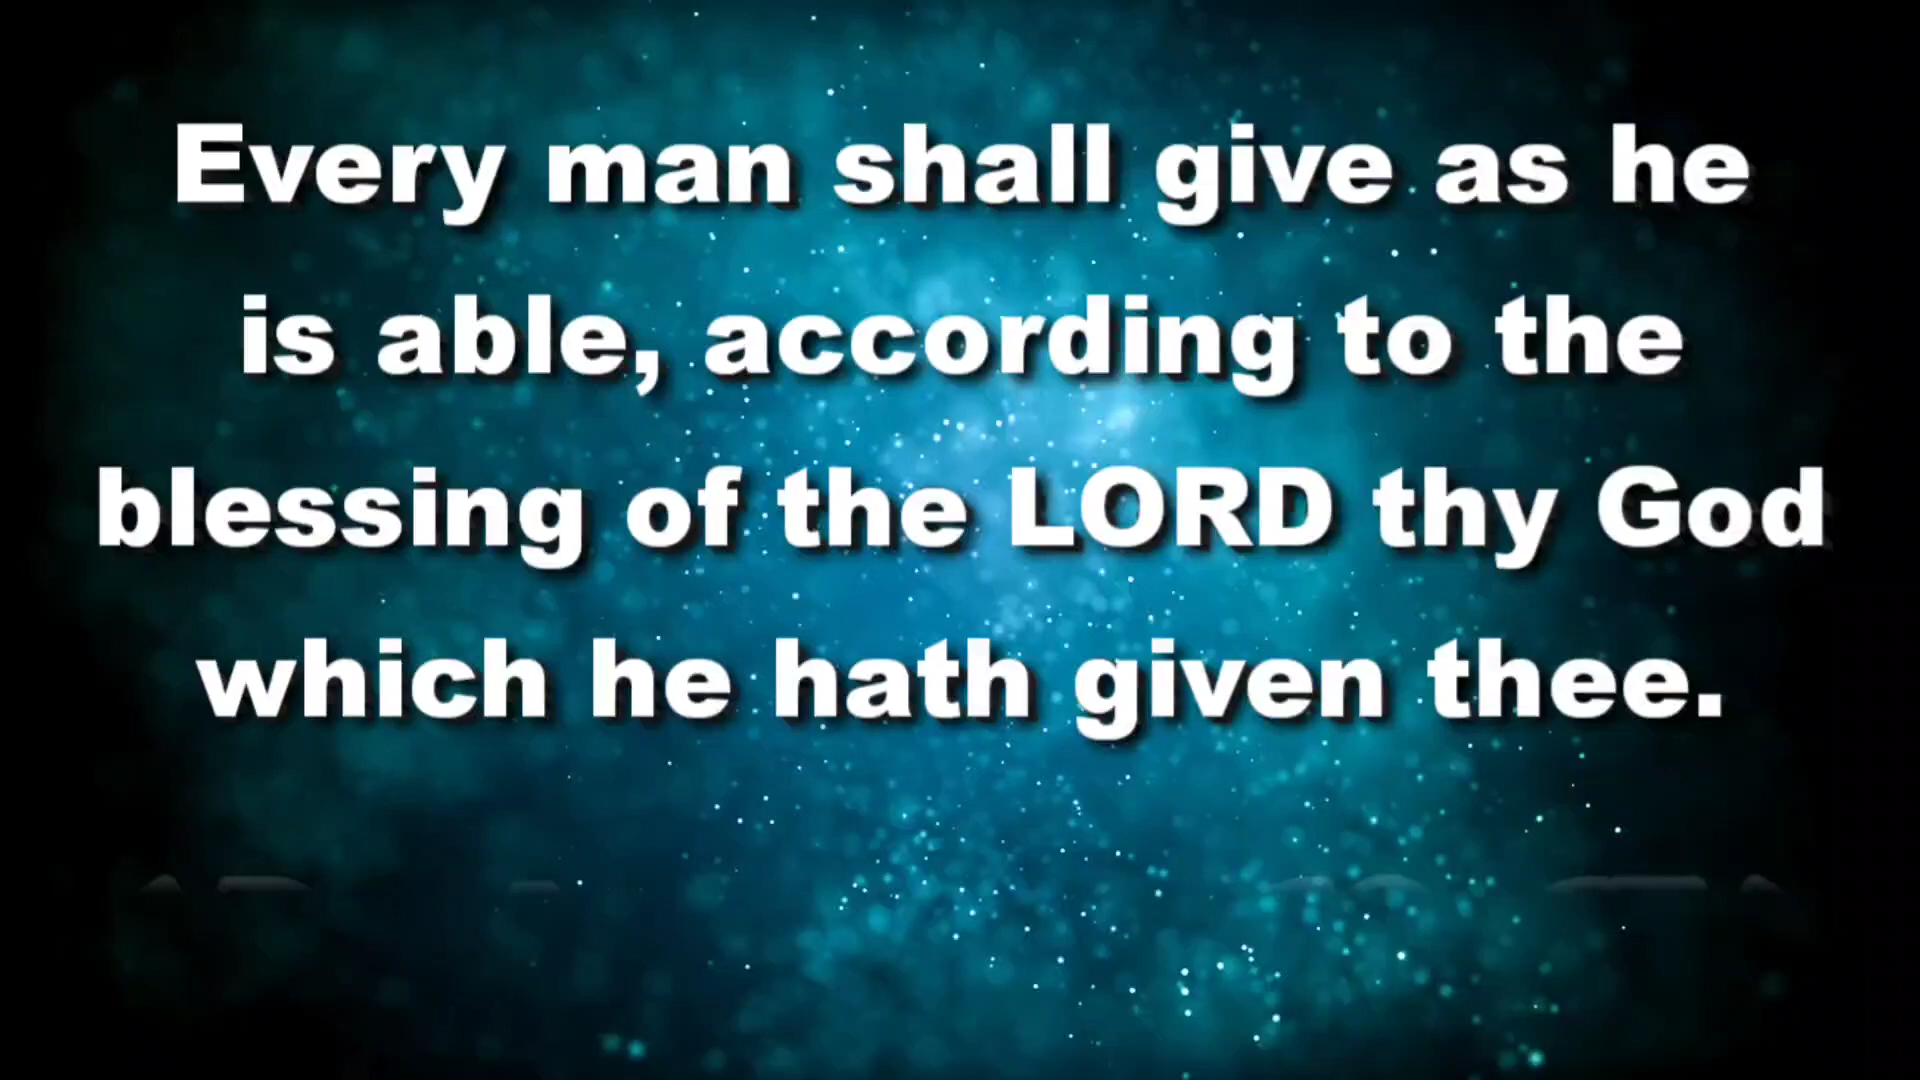 Every man shall give as he
is able, according to the
blessing of the LORD thy God
which he hath given thee.